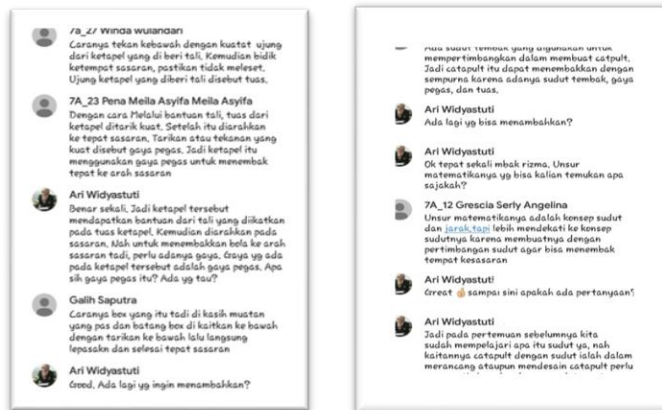 7a_27 Winda wulandari
Caranya tekan kebawah dengan kuatat ujung
dari ketapel yang di beri tali. Kemudian bidik
ketempat sasaran, pastikan tidak meleset.
Ujung ketapel yang diberi tali disebut tuas.
7A_23 Pena Meila Asyifa Meila Asyifa
Dengan cara Melalui bantuan tali, tuas dari
ketapel ditarik kuat. Setelah itu diarahkan
ke tepat sasaran. Tarikan atau tekanan yang
kuat disebut gaya pegas. Jadi ketapel itu
menggunakan gaya pegas untuk menembak
tepat ke arah sasaran
Ari Widyastuti
Benar sekali. Jadi ketapel tersebut
mendapatkan bantuan dari tali yang diikatkan
pada tuas ketapel. Kemudian diarahkan pada
sasaran. Nah untuk menembakkan bola ke arah
sasaran tadi, perlu adanya gaya. Gaya yg ada
pada ketapel tersebut adalah gaya pegas. Apa
sih gaya pegas itu? Ada yg tau?
Galih Saputra
Caranya box yang itu tadi di kasih muatan
yang pas dan batang box di kaitkan ke bawah
dengan tarikan ke bawah lalu langsung
lepasakn dan selesai tepat sasaran
Ari Widyastuti
Good. Ada lagi yg ingin menambahkan?
Ada sudut tembak yang digunakan untuk
mempertimbangkan dalam membuat catpult.
Jadi catapult itu dapat menembakkan dengan
sempurna karena adanya sudut tembak, gaya
pegas, dan tuas.
Ari Widyastuti
Ada lagi yg bisa menambahkan?
Ari Widyastuti
Ok tepat sekali mbak rizma. Unsur
matematikanya yg bisa kalian temukan apa
sajakah?
7A_12 Grescia Serly Angelina
Unsur matematikanya adalah konsep sudut
dan jarak,tapi lebih mendekati ke konsep
sudutnya karena membuatnya dengan
pertimbangan sudut agar bisa menembak
tempat kesasaran
Ari Widyastuti
Great 👍 sampai sini apakah ada pertanyaan?
Ari Widyastuti
Jadi pada pertemuan sebelumnya kita
sudah mempelajari apa itu sudut ya, nah
kaitannya catapult dengan sudut ialah dalam
merancang ataupun mendesain catapult perlu